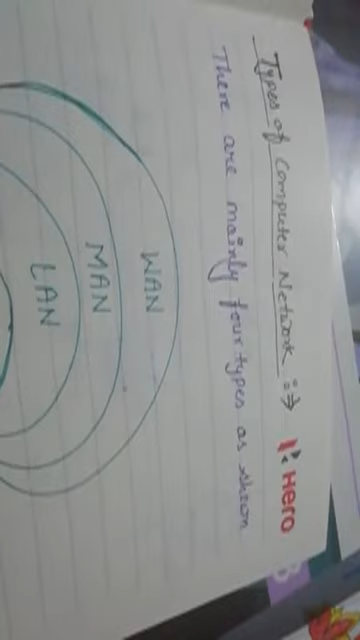 Types of Computer Network :⇒
Hero
There are mainly four types as shown
WAN
MAN
LAN